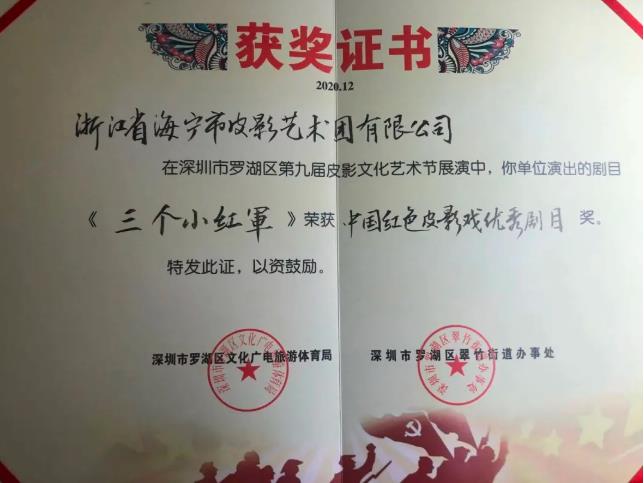 获奖证书
2020.12
浙江省海宁市皮影艺术团有限公司
在深圳市罗湖区第九届皮影文化艺术节展演中，你单位演出的剧目
《三个小红軍》荣获 中国红色皮影戏优秀剧目 奖。
特发此证，以资鼓励。
深圳市罗湖区文化广电旅游体育局 深圳市罗湖区翠竹街道办事处